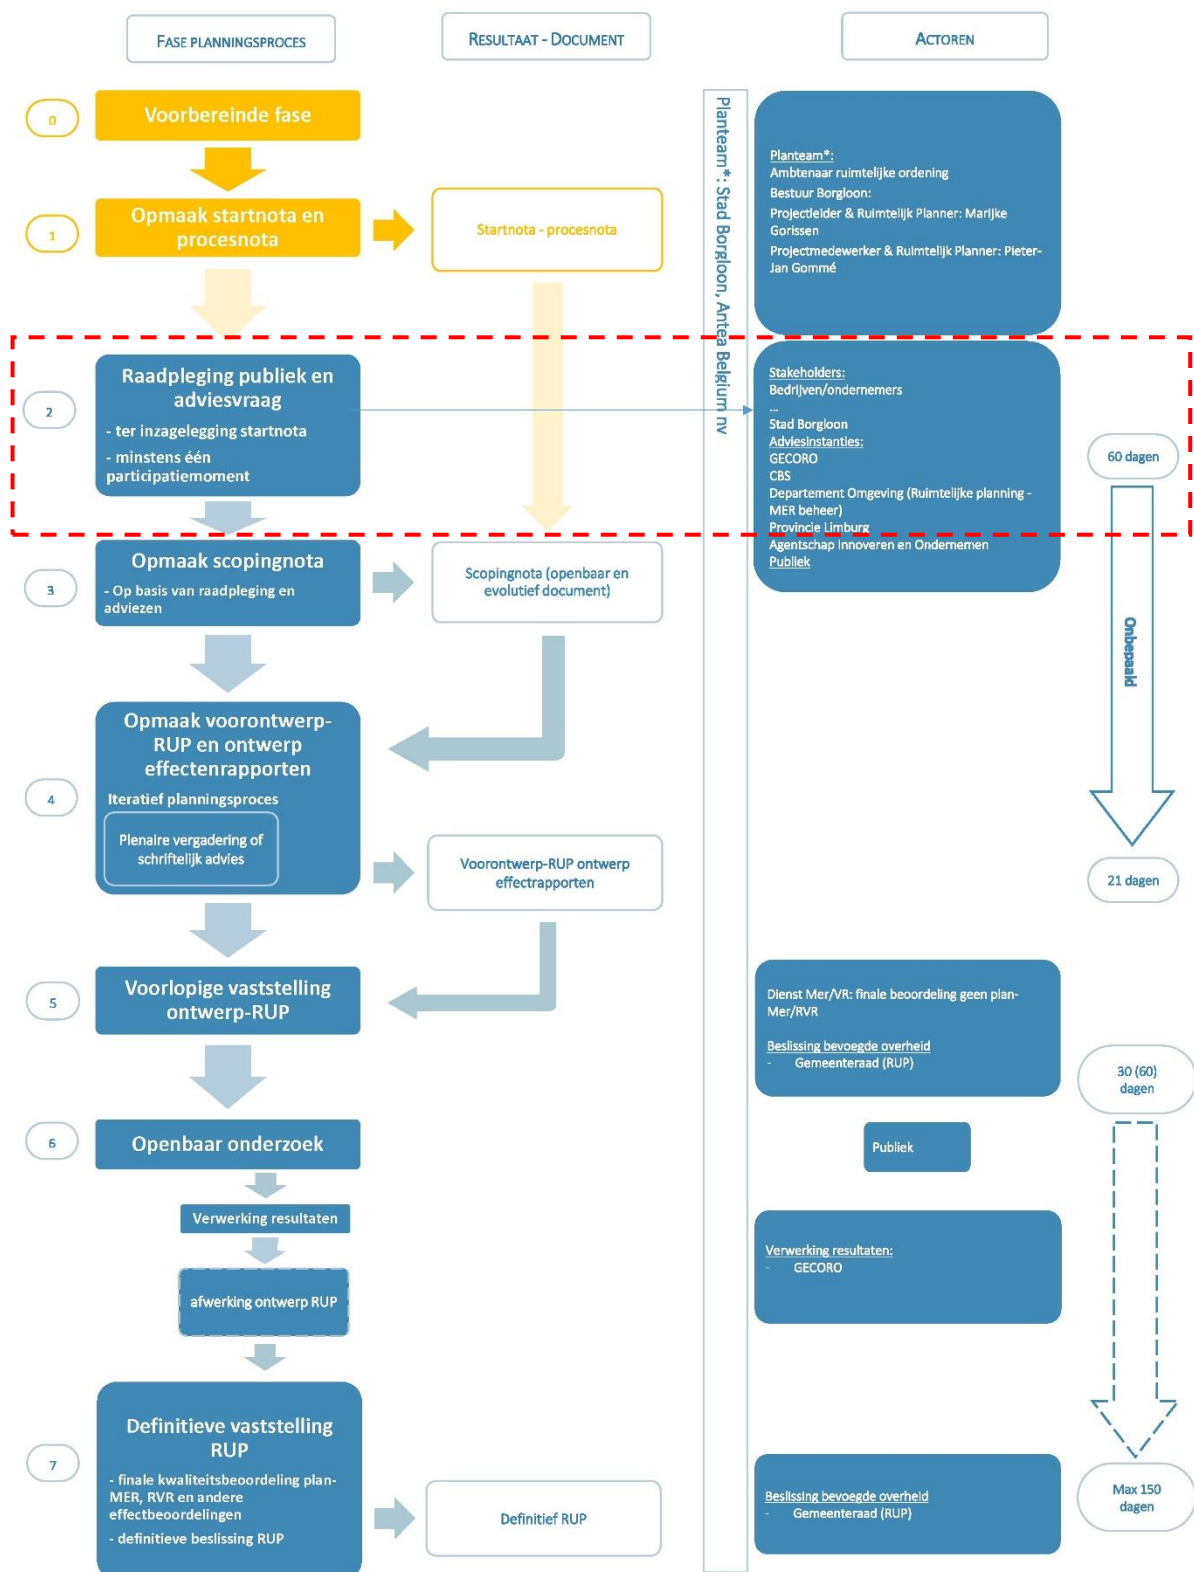 FASE PLANNINGSPROCES
RESULTAAT - DOCUMENT
ACTOREN
0
Voorbereinde fase
1
Opmaak startnota en
procesnota
Startnota - procesnota
Planteam*: Stad Borgloon, Antea Belgium nv
Planteam*:
Ambtenaar ruimtelijke ordening
Bestuur Borgloon:
Projectleider & Ruimtelijk Planner: Marijke
Gorissen
Projectmedewerker & Ruimtelijk Planner: Pieter-
Jan Gommé
2
Raadpleging publiek en
adviesvraag
- ter inzagelegging startnota
- minstens één
participatiemoment
Stakeholders:
Bedrijven/ondernemers
...
Stad Borgloon
Adviesinstanties:
GECORO
CBS
Departement Omgeving (Ruimtelijke planning -
MER beheer)
Provincie Limburg
Agentschap Innoveren en Ondernemen
Publiek
60 dagen
3
Opmaak scopingnota
- Op basis van raadpleging en
adviezen
Scopingnota (openbaar en
evolutief document)
Onbepaald
4
Opmaak voorontwerp-
RUP en ontwerp
effectenrapporten
Iteratief planningsproces
Plenaire vergadering of
schriftelijk advies
Voorontwerp-RUP ontwerp
effectrapporten
21 dagen
5
Voorlopige vaststelling
ontwerp-RUP
Dienst Mer/VR: finale beoordeling geen plan-
Mer/RVR
Beslissing bevoegde overheid
- Gemeenteraad (RUP)
30 (60)
dagen
6
Openbaar onderzoek
Publiek
Verwerking resultaten
Verwerking resultaten:
- GECORO
afwerking ontwerp RUP
7
Definitieve vaststelling
RUP
- finale kwaliteitsbeoordeling plan-
MER, RVR en andere
effectbeoordelingen
- definitieve beslissing RUP
Definitief RUP
Beslissing bevoegde overheid
- Gemeenteraad (RUP)
Max 150
dagen